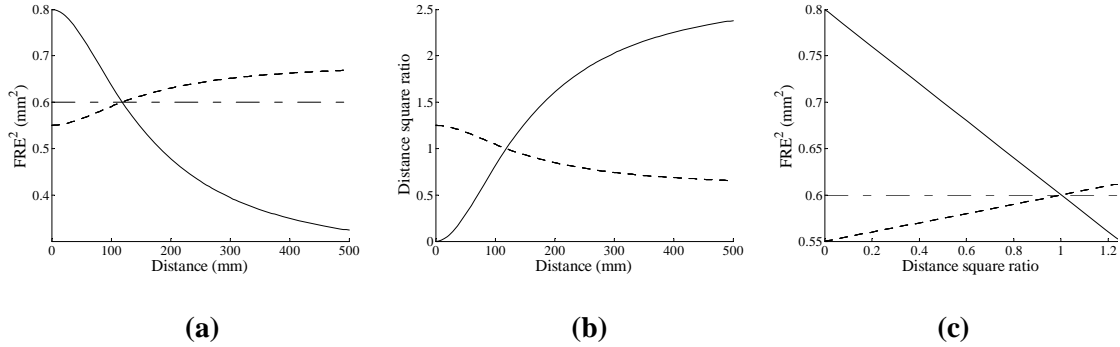 0.8
0.7
0.6
0.5
0.4
0 100 200 300 400 500
FRE² (mm²)
Distance (mm)
(a)
2.5
2
1.5
1
0.5
0
0 100 200 300 400 500
Distance square ratio
Distance (mm)
(b)
0.8
0.75
0.7
0.65
0.6
0.55
0 0.2 0.4 0.6 0.8 1 1.2
FRE² (mm²)
Distance square ratio
(c)